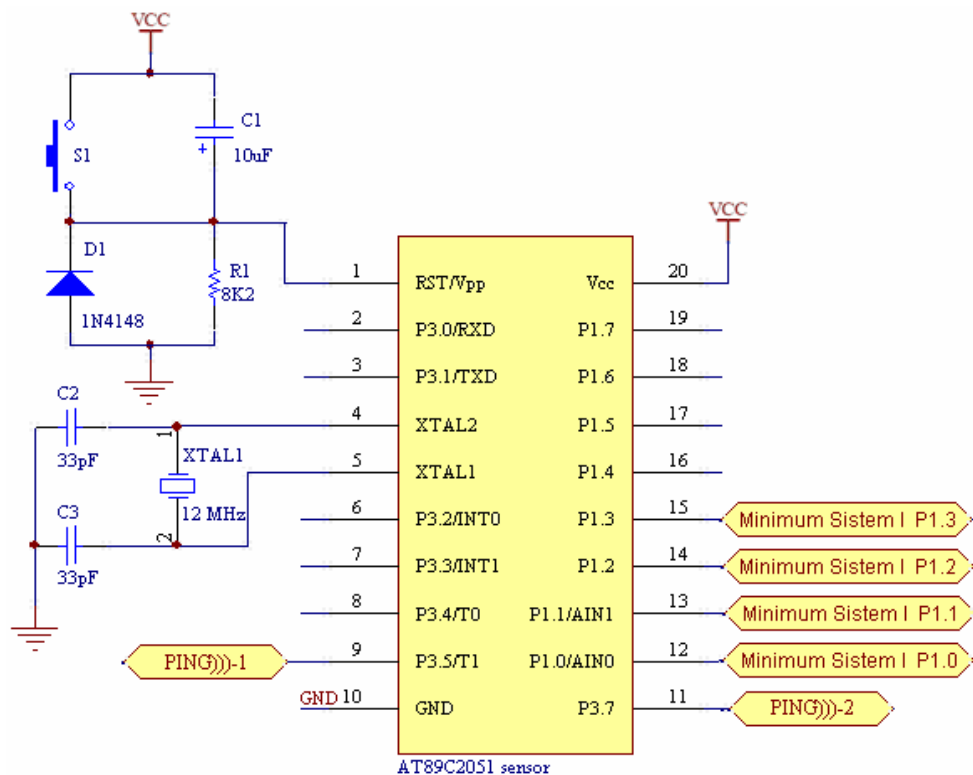 VCC
C1
10uF
+
S1
D1
1N4148
R1
8K2
VCC
1 RST/Vpp Vcc 20
2 P3.0/RXD P1.7 19
3 P3.1/TXD P1.6 18
4 XTAL2 P1.5 17
5 XTAL1 P1.4 16
6 P3.2/INT0 P1.3 15 Minimum Sistem I P1.3
7 P3.3/INT1 P1.2 14 Minimum Sistem I P1.2
8 P3.4/T0 P1.1/AIN1 13 Minimum Sistem I P1.1
PING)))-1 9 P3.5/T1 P1.0/AIN0 12 Minimum Sistem I P1.0
GND 10 GND P3.7 11 PING)))-2
C2
33pF
1
XTAL1
12 MHz
2
C3
33pF
AT89C2051 sensor